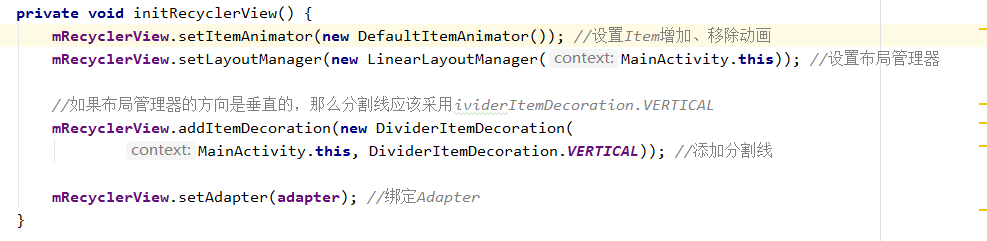 private void initRecyclerView() {
    mRecyclerView.setItemAnimator(new DefaultItemAnimator()); //设置Item增加、移除动画
    mRecyclerView.setLayoutManager(new LinearLayoutManager( context: MainActivity.this)); //设置布局管理器
    //如果布局管理器的方向是垂直的，那么分割线应该采用ividerItemDecoration.VERTICAL
    mRecyclerView.addItemDecoration(new DividerItemDecoration(
            context: MainActivity.this, DividerItemDecoration.VERTICAL)); //添加分割线
    mRecyclerView.setAdapter(adapter); //绑定Adapter
}